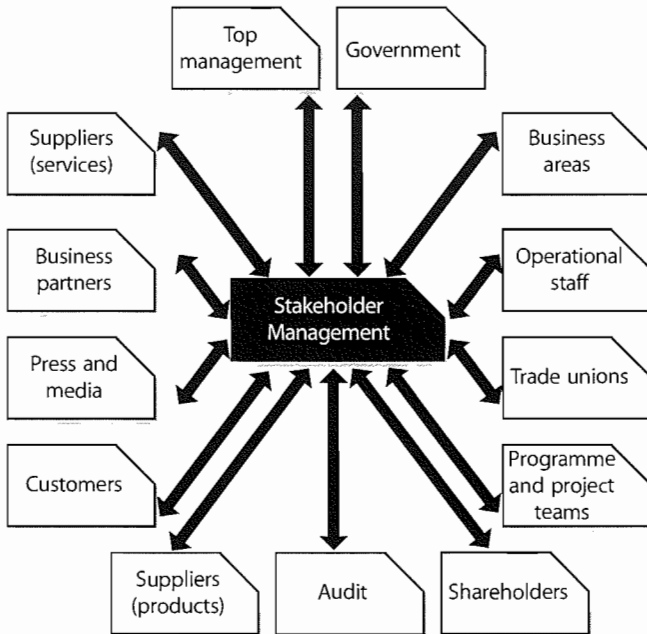 Top
management
Government
Suppliers
(services)
Business
areas
Business
partners
Operational
staff
Stakeholder
Management
Press and
media
Trade unions
Customers
Programme
and project
teams
Suppliers
(products)
Audit
Shareholders